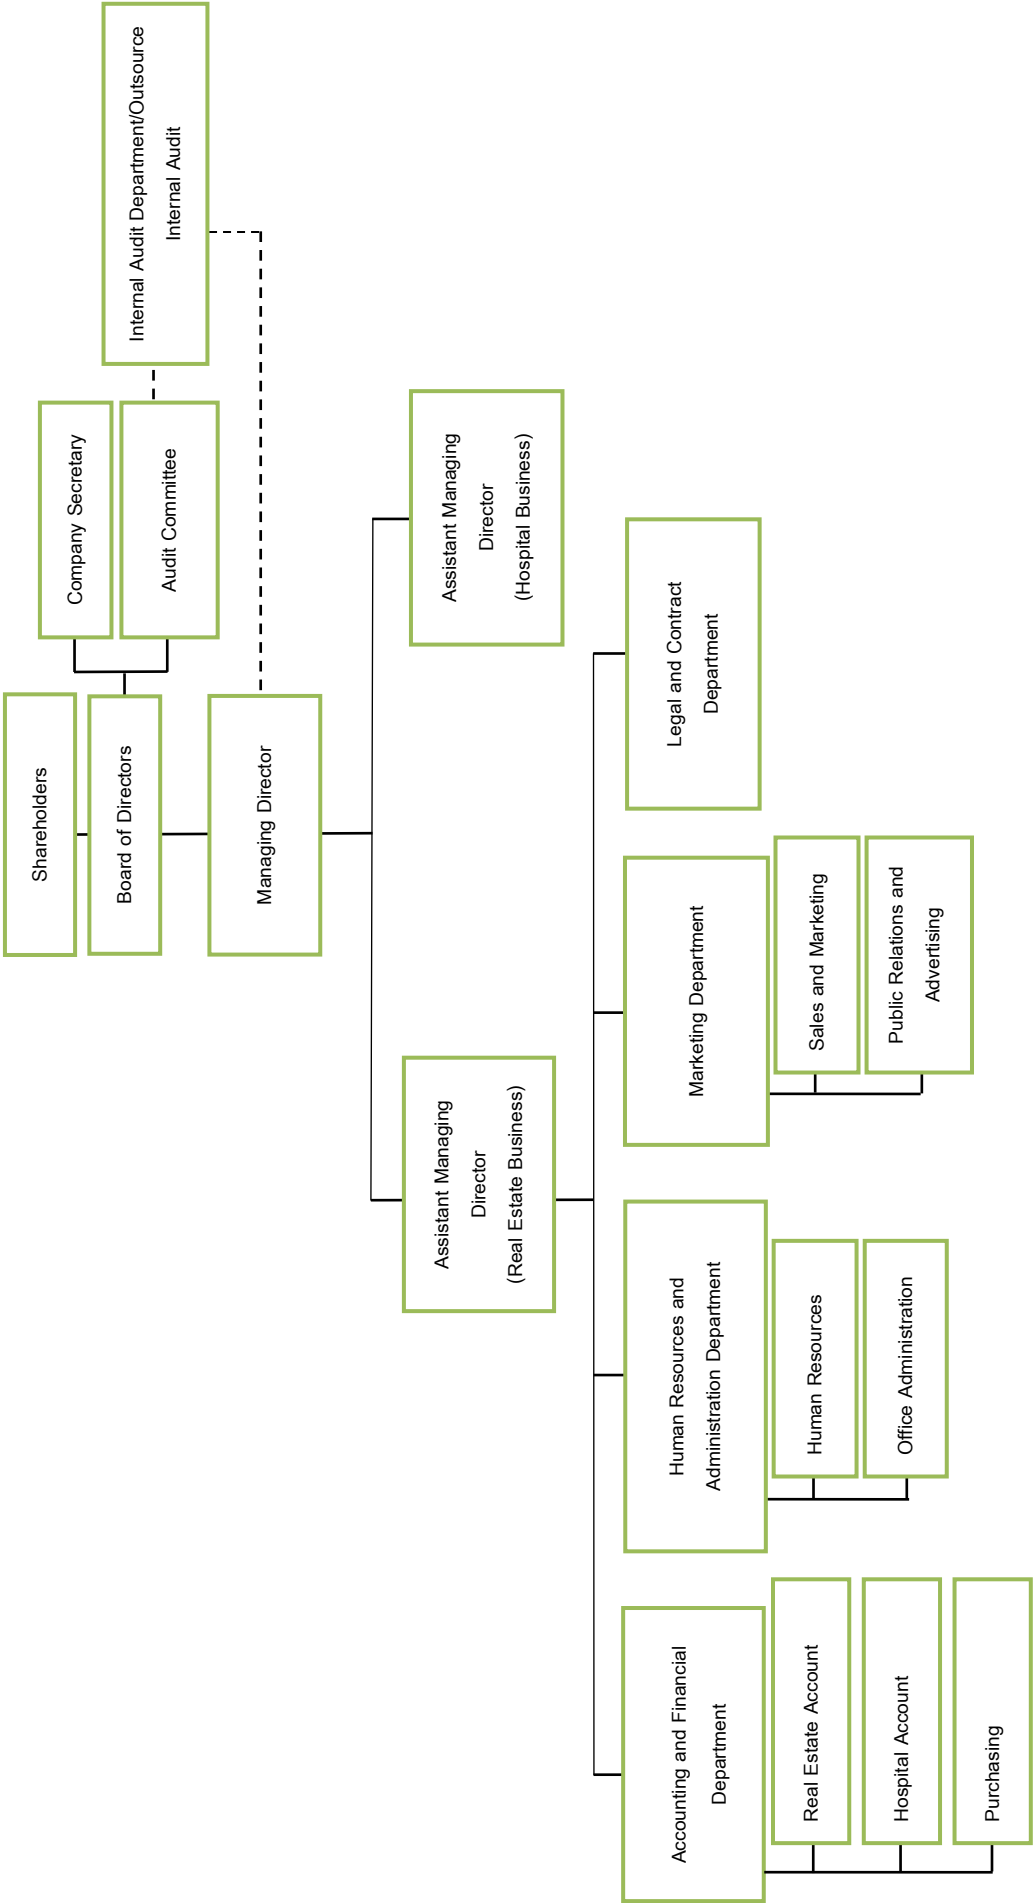 Shareholders
Board of Directors
Company Secretary
Audit Committee
Internal Audit Department/Outsource
Internal Audit
Managing Director
Assistant Managing
Director
(Real Estate Business)
Assistant Managing
Director
(Hospital Business)
Accounting and Financial
Department
Real Estate Account
Hospital Account
Purchasing
Human Resources and
Administration Department
Human Resources
Office Administration
Marketing Department
Sales and Marketing
Public Relations and
Advertising
Legal and Contract
Department